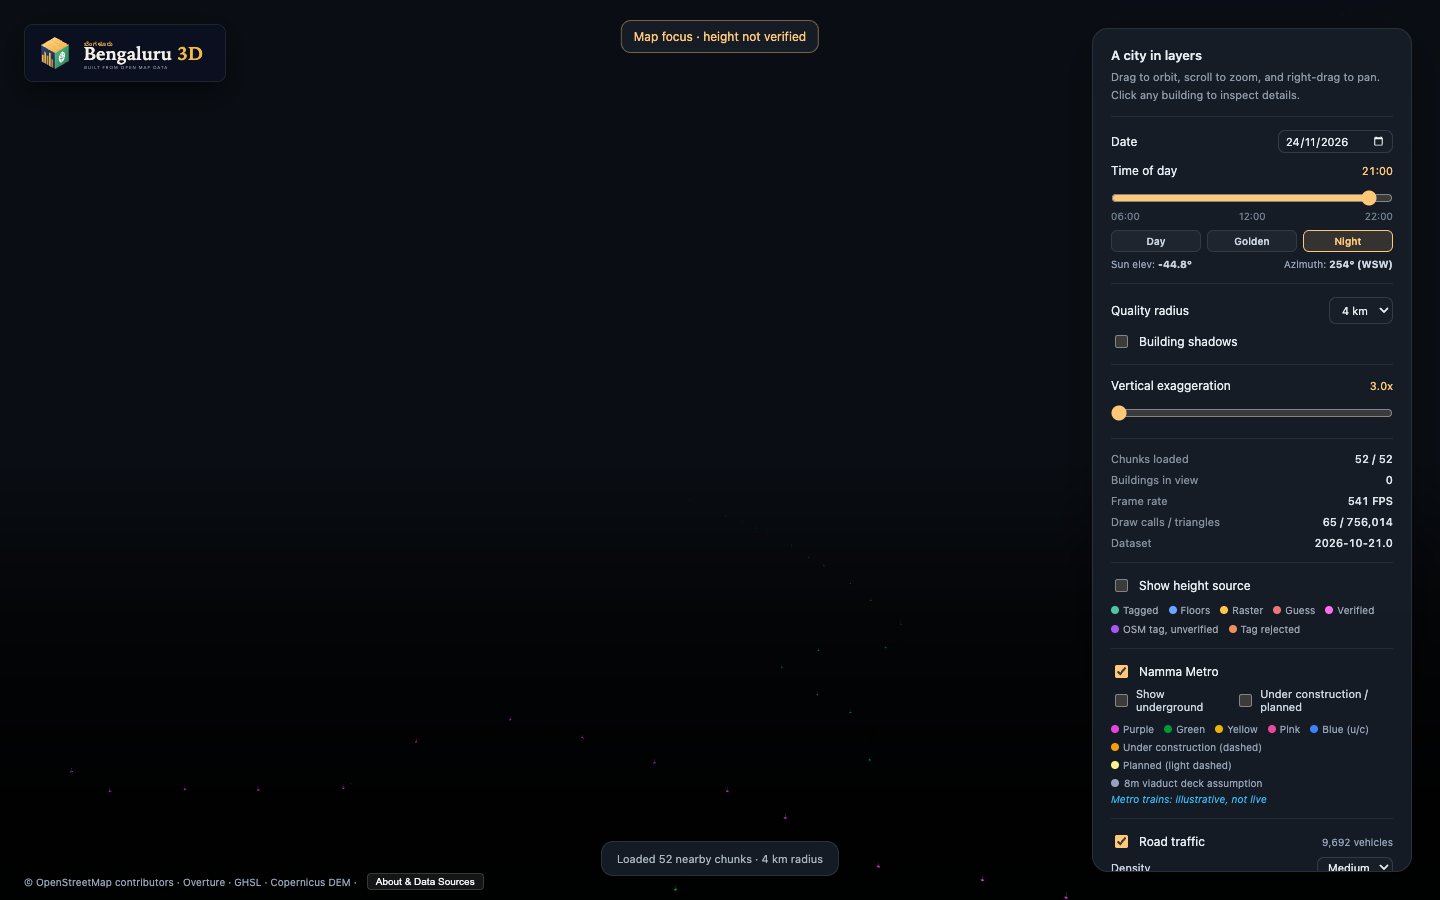 ಬೆಂಗಳೂರು
Bengaluru 3D
BUILT FROM OPEN MAP DATA
Map focus · height not verified
A city in layers
Drag to orbit, scroll to zoom, and right-drag to pan.
Click any building to inspect details.
Date 24/11/2026
Time of day 21:00
06:00 12:00 22:00
Day Golden Night
Sun elev: -44.8° Azimuth: 254° (WSW)
Quality radius 4 km
Building shadows
Vertical exaggeration 3.0x
Chunks loaded 52 / 52
Buildings in view 0
Frame rate 541 FPS
Draw calls / triangles 65 / 756,014
Dataset 2026-10-21.0
Show height source
Tagged Floors Raster Guess Verified
OSM tag, unverified Tag rejected
Namma Metro
Show underground Under construction / planned
Purple Green Yellow Pink Blue (u/c)
Under construction (dashed)
Planned (light dashed)
8m viaduct deck assumption
Metro trains: illustrative, not live
Road traffic 9,692 vehicles
Density Medium
Loaded 52 nearby chunks · 4 km radius
© OpenStreetMap contributors · Overture · GHSL · Copernicus DEM · About & Data Sources